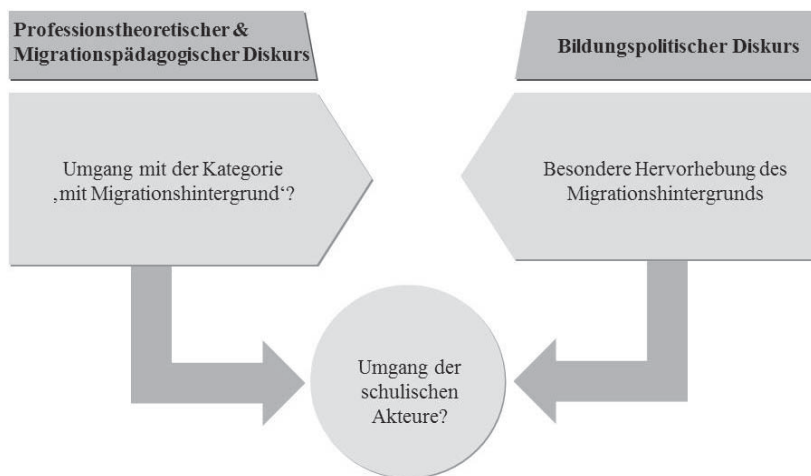 Professionstheoretischer &
Migrationspädagogischer Diskurs
Bildungspolitischer Diskurs
Umgang mit der Kategorie
‚mit Migrationshintergrund‘?
Besondere Hervorhebung des
Migrationshintergrunds
Umgang der
schulischen
Akteure?